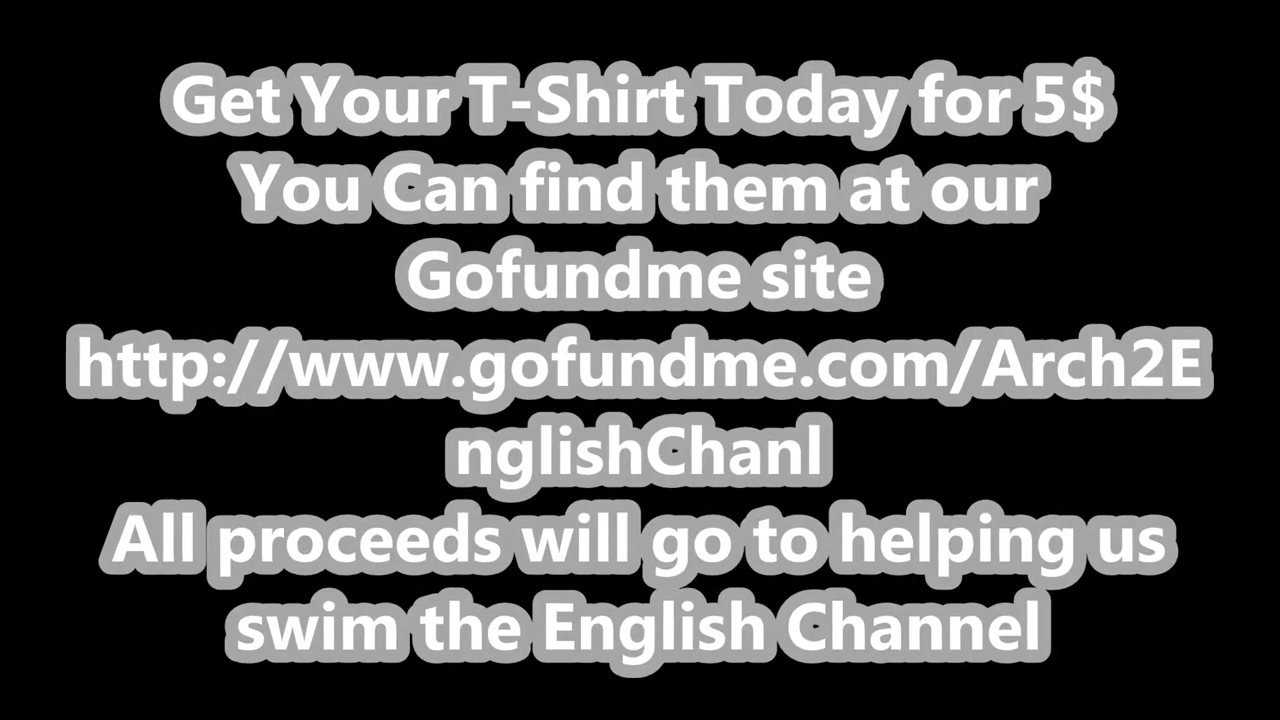 Get Your T-Shirt Today for 5$
You Can find them at our
Gofundme site
http://www.gofundme.com/Arch2E
nglishChanl
All proceeds will go to helping us
swim the English Channel